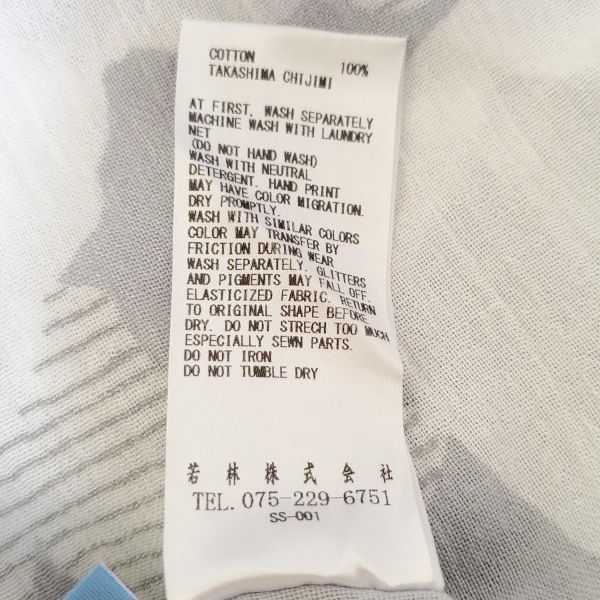 COTTON 100%
TAKASHIMA CHIJIMI
AT FIRST, WASH SEPARATELY
MACHINE WASH WITH LAUNDRY
NET
(DO NOT HAND WASH)
WASH WITH NEUTRAL
DETERGENT. HAND PRINT
MAY HAVE COLOR MIGRATION.
DRY PROMPTLY.
WASH WITH SIMILAR COLORS
COLOR MAY TRANSFER BY
FRICTION DURING WEAR
WASH SEPARATELY. GLITTERS
AND PIGMENTS MAY FALL OFF.
ELASTICIZED FABRIC. RETURN
TO ORIGINAL SHAPE BEFORE
DRY. DO NOT STRECH TOO MUCH
ESPECIALLY SEWN PARTS.
DO NOT IRON
DO NOT TUMBLE DRY
若林株式会社
TEL. 075-229-6751
SS-001